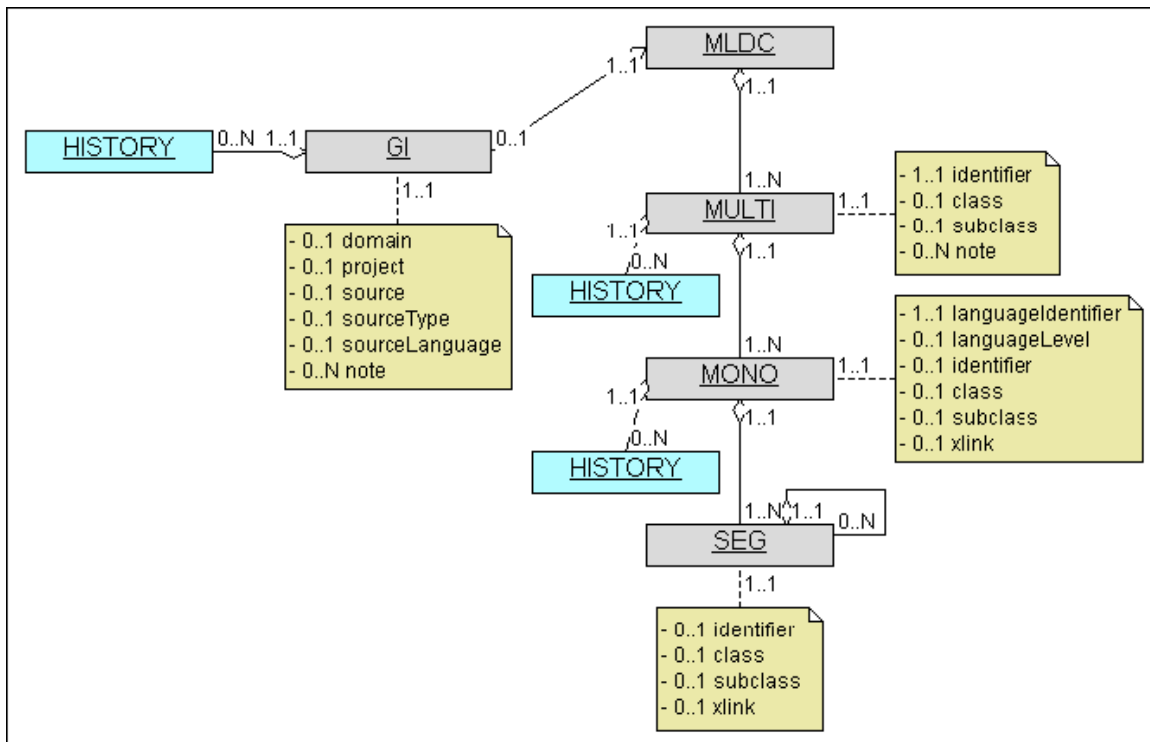 MLDC
1..1
1..1
HISTORY
0..N
1..1
GI
0..1
1..1
- 0..1 domain
- 0..1 project
- 0..1 source
- 0..1 sourceType
- 0..1 sourceLanguage
- 0..N note
1..N
MULTI
1..1
- 1..1 identifier
- 0..1 class
- 0..1 subclass
- 0..N note
1..1
0..N
HISTORY
1..1
1..N
MONO
1..1
- 1..1 languageIdentifier
- 0..1 languageLevel
- 0..1 identifier
- 0..1 class
- 0..1 subclass
- 0..1 xlink
1..1
0..N
HISTORY
1..1
1..N
1..1
0..N
SEG
1..1
- 0..1 identifier
- 0..1 class
- 0..1 subclass
- 0..1 xlink